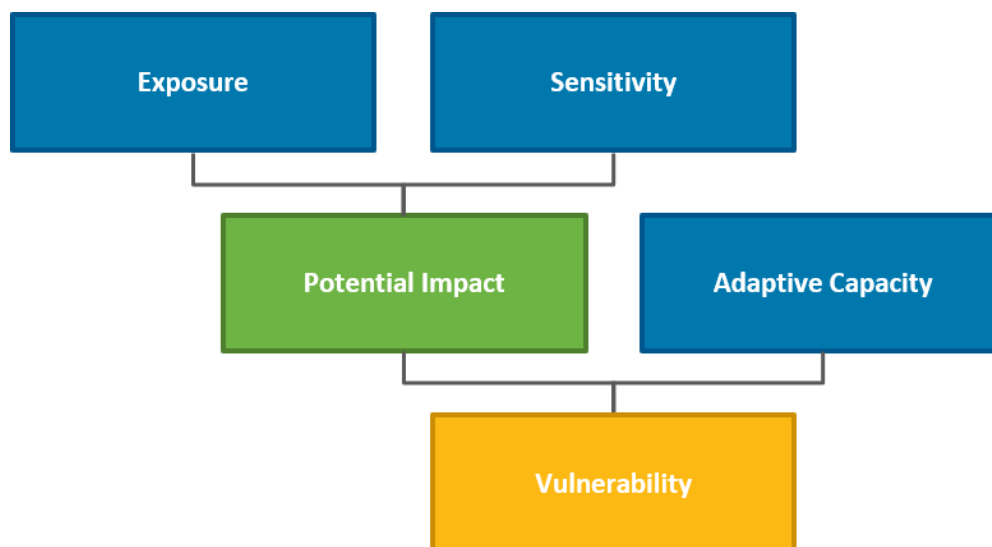 Exposure
Sensitivity
Potential Impact
Adaptive Capacity
Vulnerability